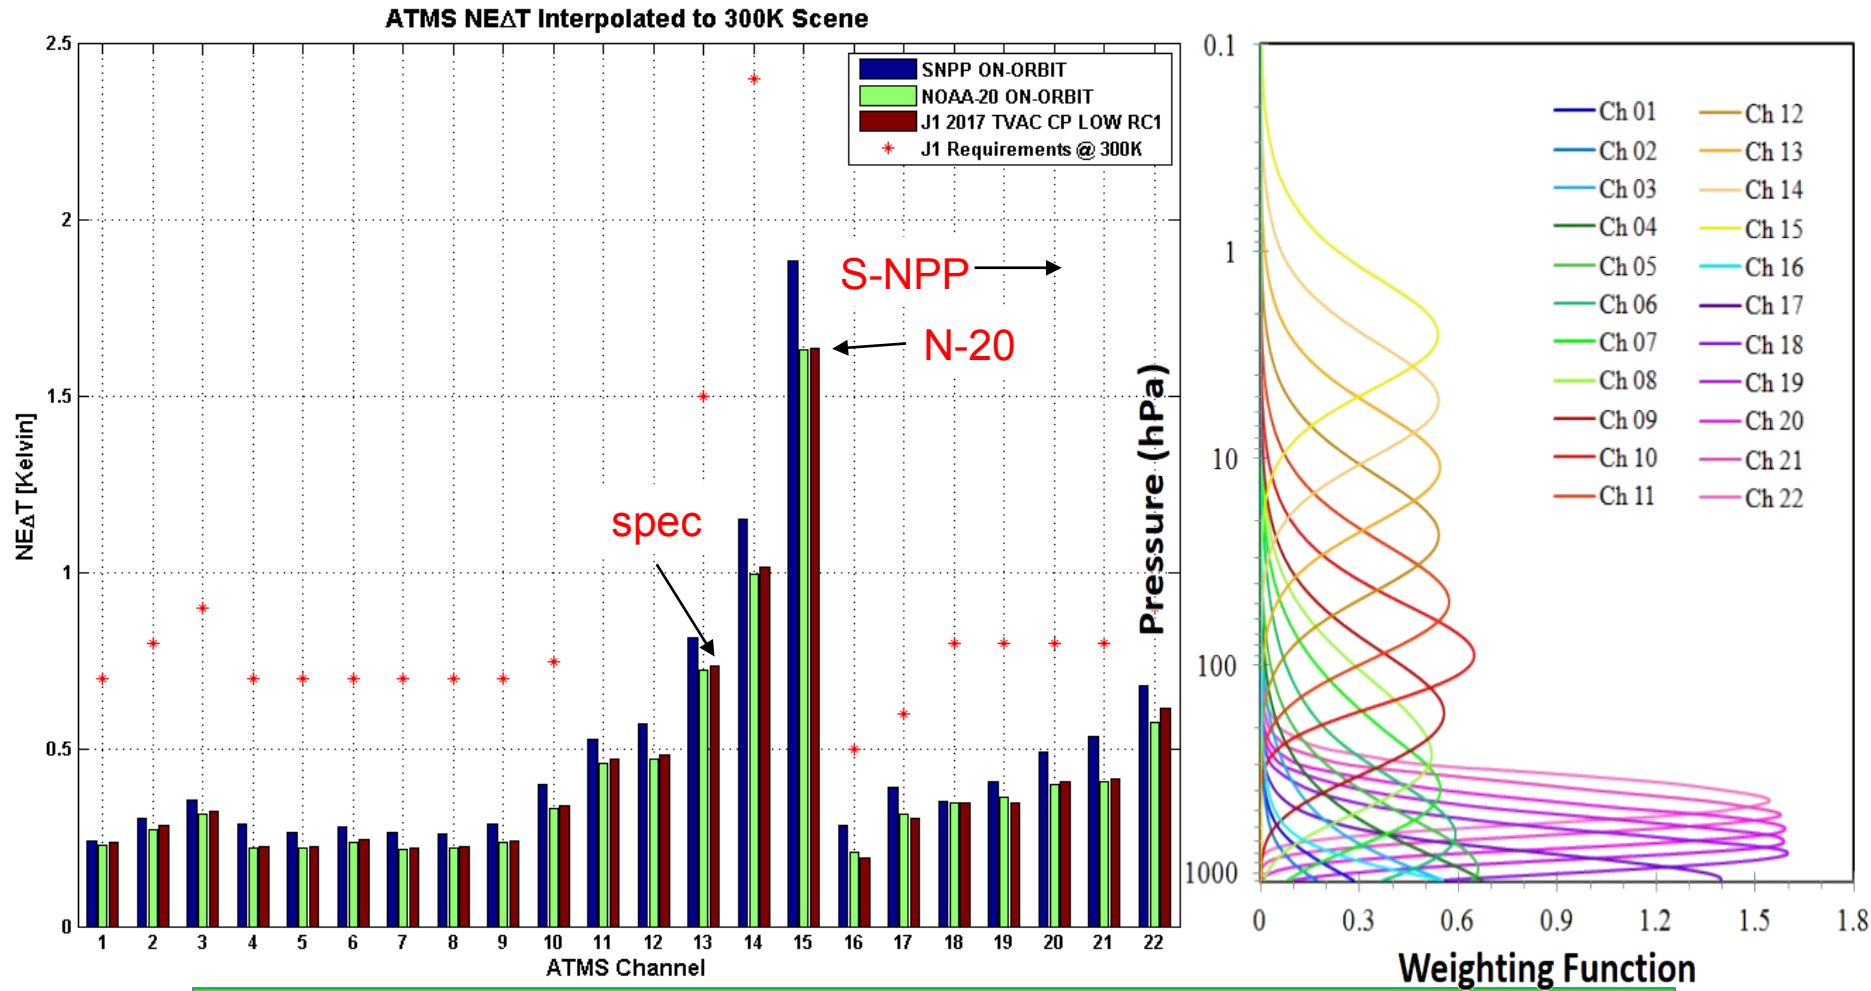 ATMS NEΔT Interpolated to 300K Scene
2.5
2
1.5
1
0.5
0
NEΔT [Kelvin]
SNPP ON-ORBIT
NOAA-20 ON-ORBIT
J1 2017 TVAC CP LOW RC1
J1 Requirements @ 300K
S-NPP
N-20
spec
1 2 3 4 5 6 7 8 9 10 11 12 13 14 15 16 17 18 19 20 21 22
ATMS Channel
0.1
1
10
100
1000
Pressure (hPa)
Ch 01
Ch 02
Ch 03
Ch 04
Ch 05
Ch 06
Ch 07
Ch 08
Ch 09
Ch 10
Ch 11
Ch 12
Ch 13
Ch 14
Ch 15
Ch 16
Ch 17
Ch 18
Ch 19
Ch 20
Ch 21
Ch 22
0 0.3 0.6 0.9 1.2 1.5 1.8
Weighting Function